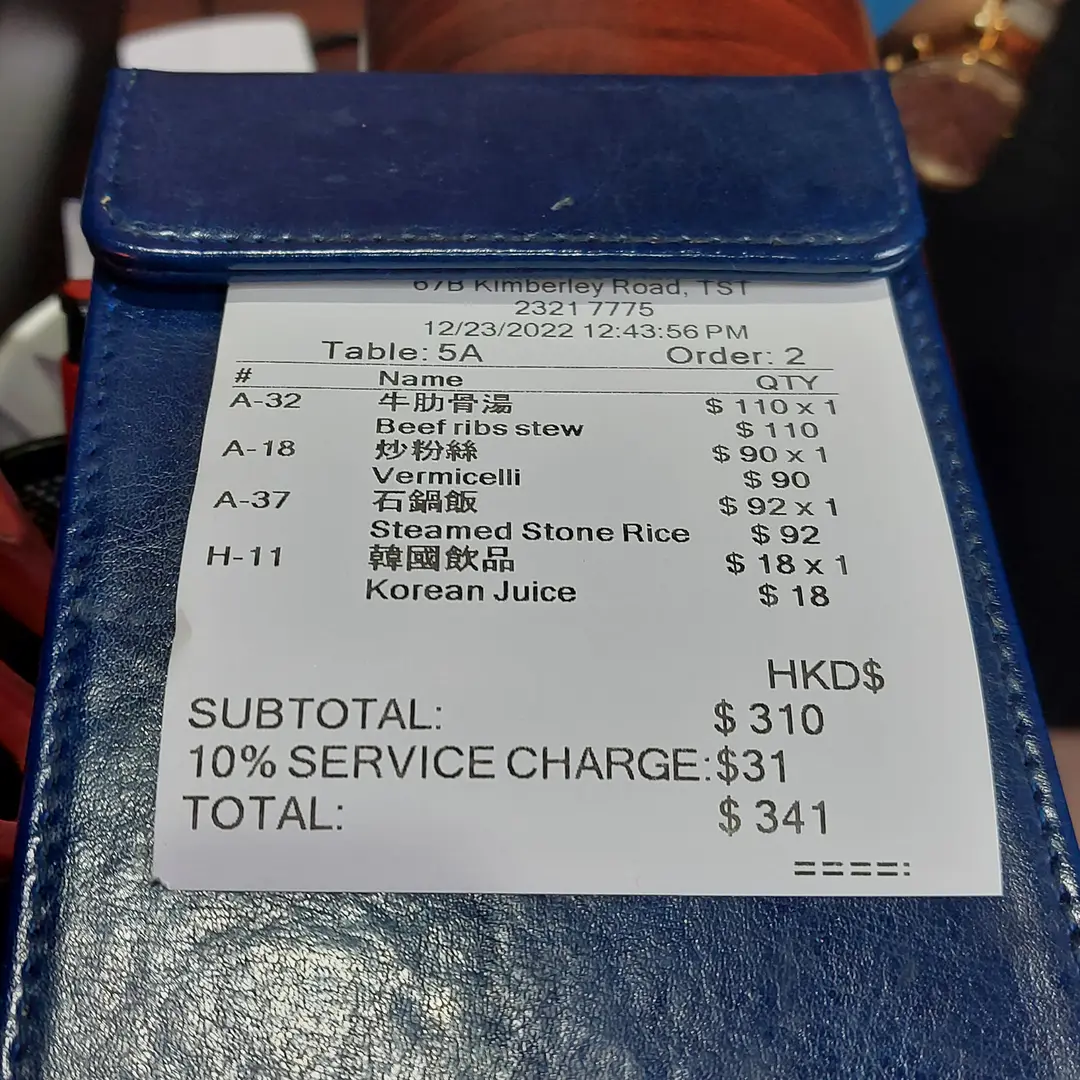 67B Kimberley Road, TST
2321 7775
12/23/2022 12:43:56 PM
Table: 5A Order: 2
# Name QTY
A-32 牛肋骨湯 $ 110 x 1
Beef ribs stew $ 110
A-18 炒粉絲 $ 90 x 1
Vermicelli $ 90
A-37 石鍋飯 $ 92 x 1
Steamed Stone Rice $ 92
H-11 韓國飲品 $ 18 x 1
Korean Juice $ 18
HKD$
SUBTOTAL: $ 310
10% SERVICE CHARGE: $31
TOTAL: $ 341
====: